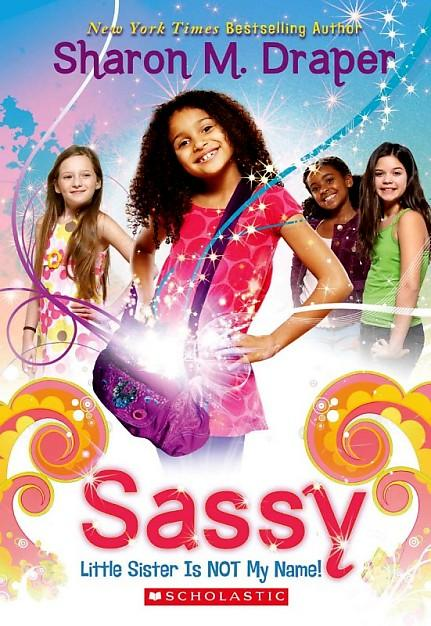 New York Times Bestselling Author
Sharon M. Draper
Sassy
Little Sister Is NOT My Name!
SCHOLASTIC